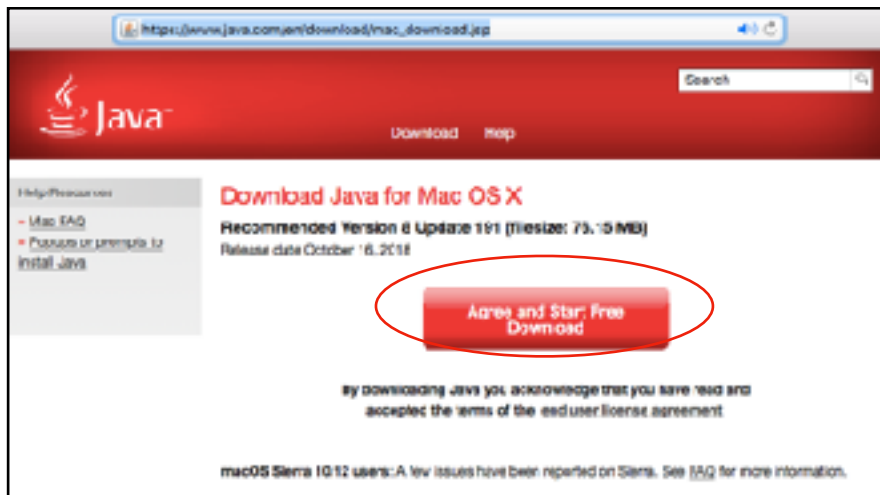 https://www.java.com/en/download/mac_download.jsp
Search
Java
Download Help
Help Resources
Mac FAQ
Popups or prompts to
install Java
Download Java for Mac OS X
Recommended Version 8 Update 191 (filesize: 75.15 MB)
Release date October 16, 2018
Agree and Start Free
Download
By downloading Java you acknowledge that you have read and
accepted the terms of the end user license agreement
macOS Sierra 10.12 users: A few issues have been reported on Sierra. See FAQ for more information.